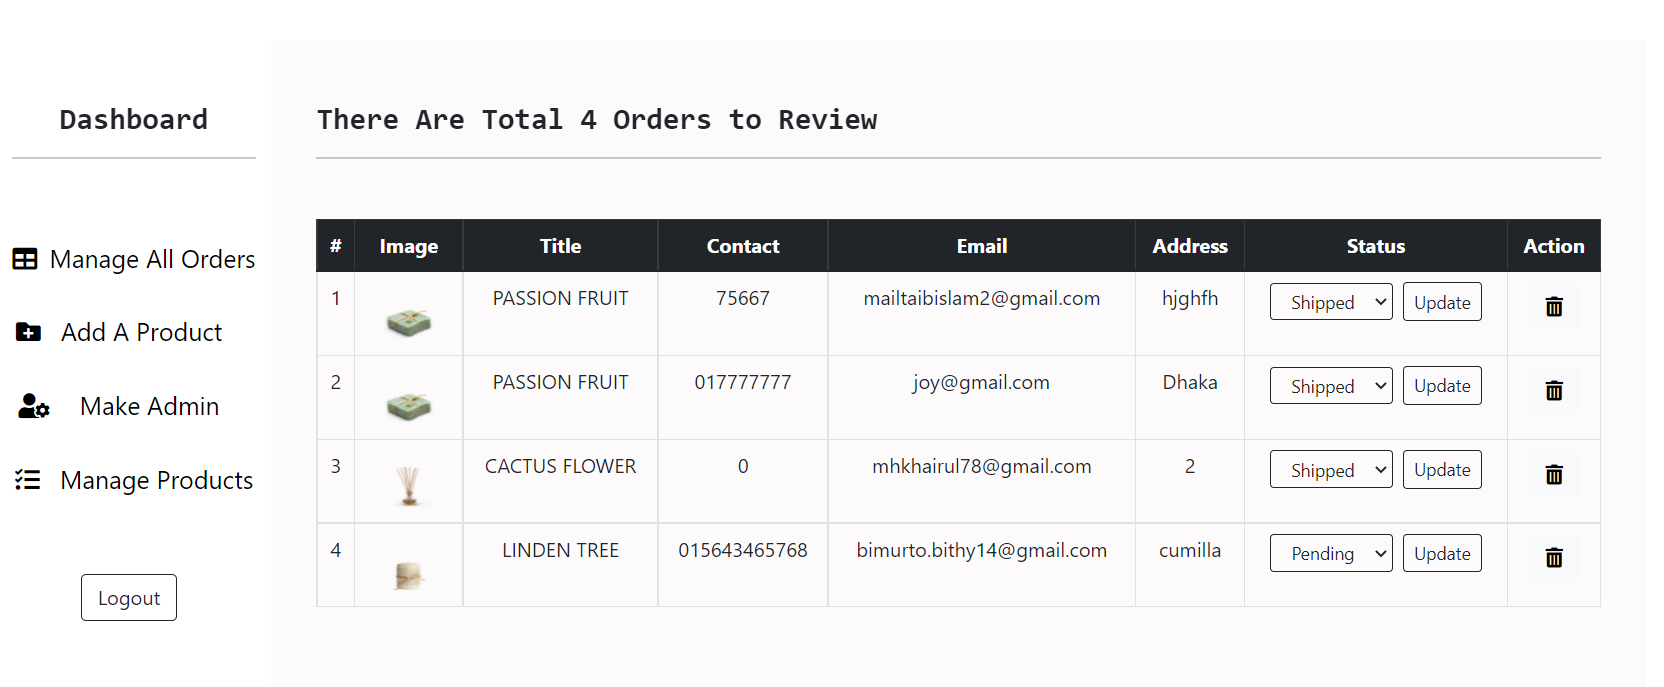 Dashboard
Manage All Orders
Add A Product
Make Admin
Manage Products
Logout
There Are Total 4 Orders to Review
# Image Title Contact Email Address Status Action
1 PASSION FRUIT 75667 mailtaibislam2@gmail.com hjghfh Shipped Update
2 PASSION FRUIT 017777777 joy@gmail.com Dhaka Shipped Update
3 CACTUS FLOWER 0 mhkhairul78@gmail.com 2 Shipped Update
4 LINDEN TREE 015643465768 bimurto.bithy14@gmail.com cumilla Pending Update